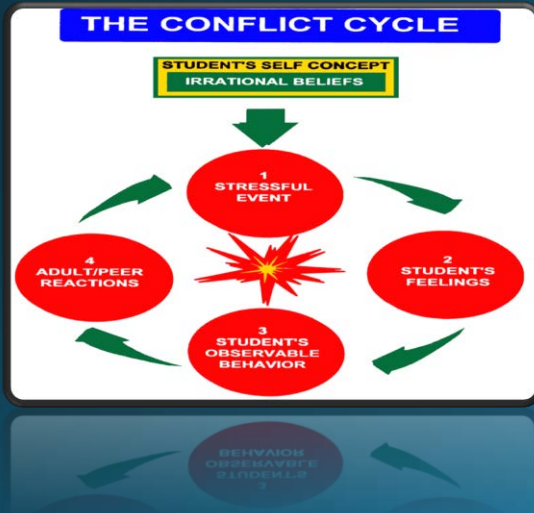 THE CONFLICT CYCLE
STUDENT'S SELF CONCEPT
IRRATIONAL BELIEFS
1
STRESSFUL
EVENT
2
STUDENT'S
FEELINGS
3
STUDENT'S
OBSERVABLE
BEHAVIOR
4
ADULT/PEER
REACTIONS